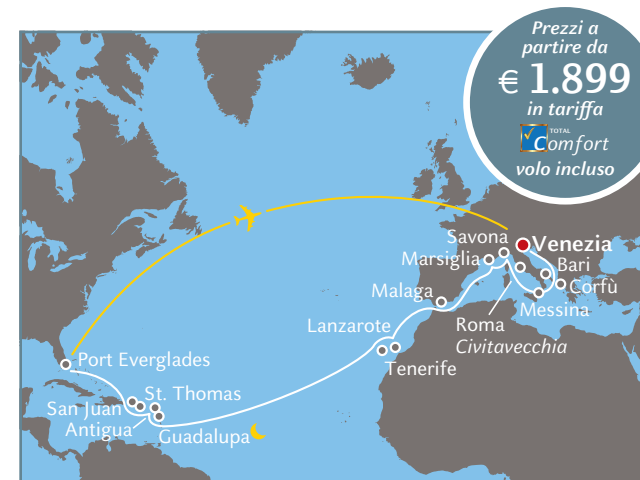 Prezzi a
partire da
€ 1.899
in tariffa
TOTAL
Comfort
volo incluso
Savona
Venezia
Marsiglia
Bari
Corfù
Malaga
Messina
Roma
Civitavecchia
Lanzarote
Tenerife
Port Everglades
St. Thomas
San Juan
Antigua
Guadalupa